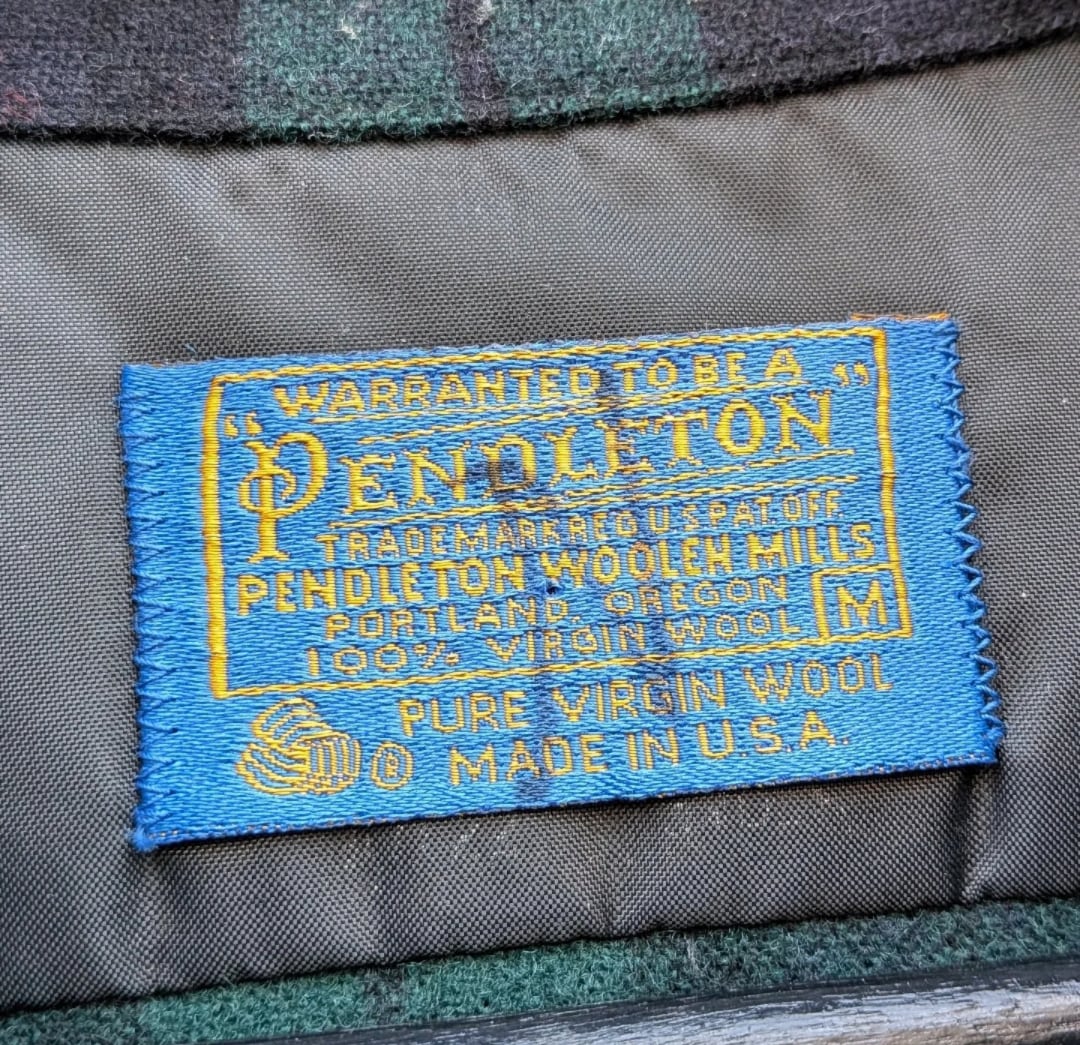 WARRANTED TO BE A
"PENDLETON"
TRADEMARK REG U.S PAT. OFF.
PENDLETON WOOLEN MILLS
PORTLAND, OREGON
100% VIRGIN WOOL M
PURE VIRGIN WOOL
® MADE IN U.S.A.